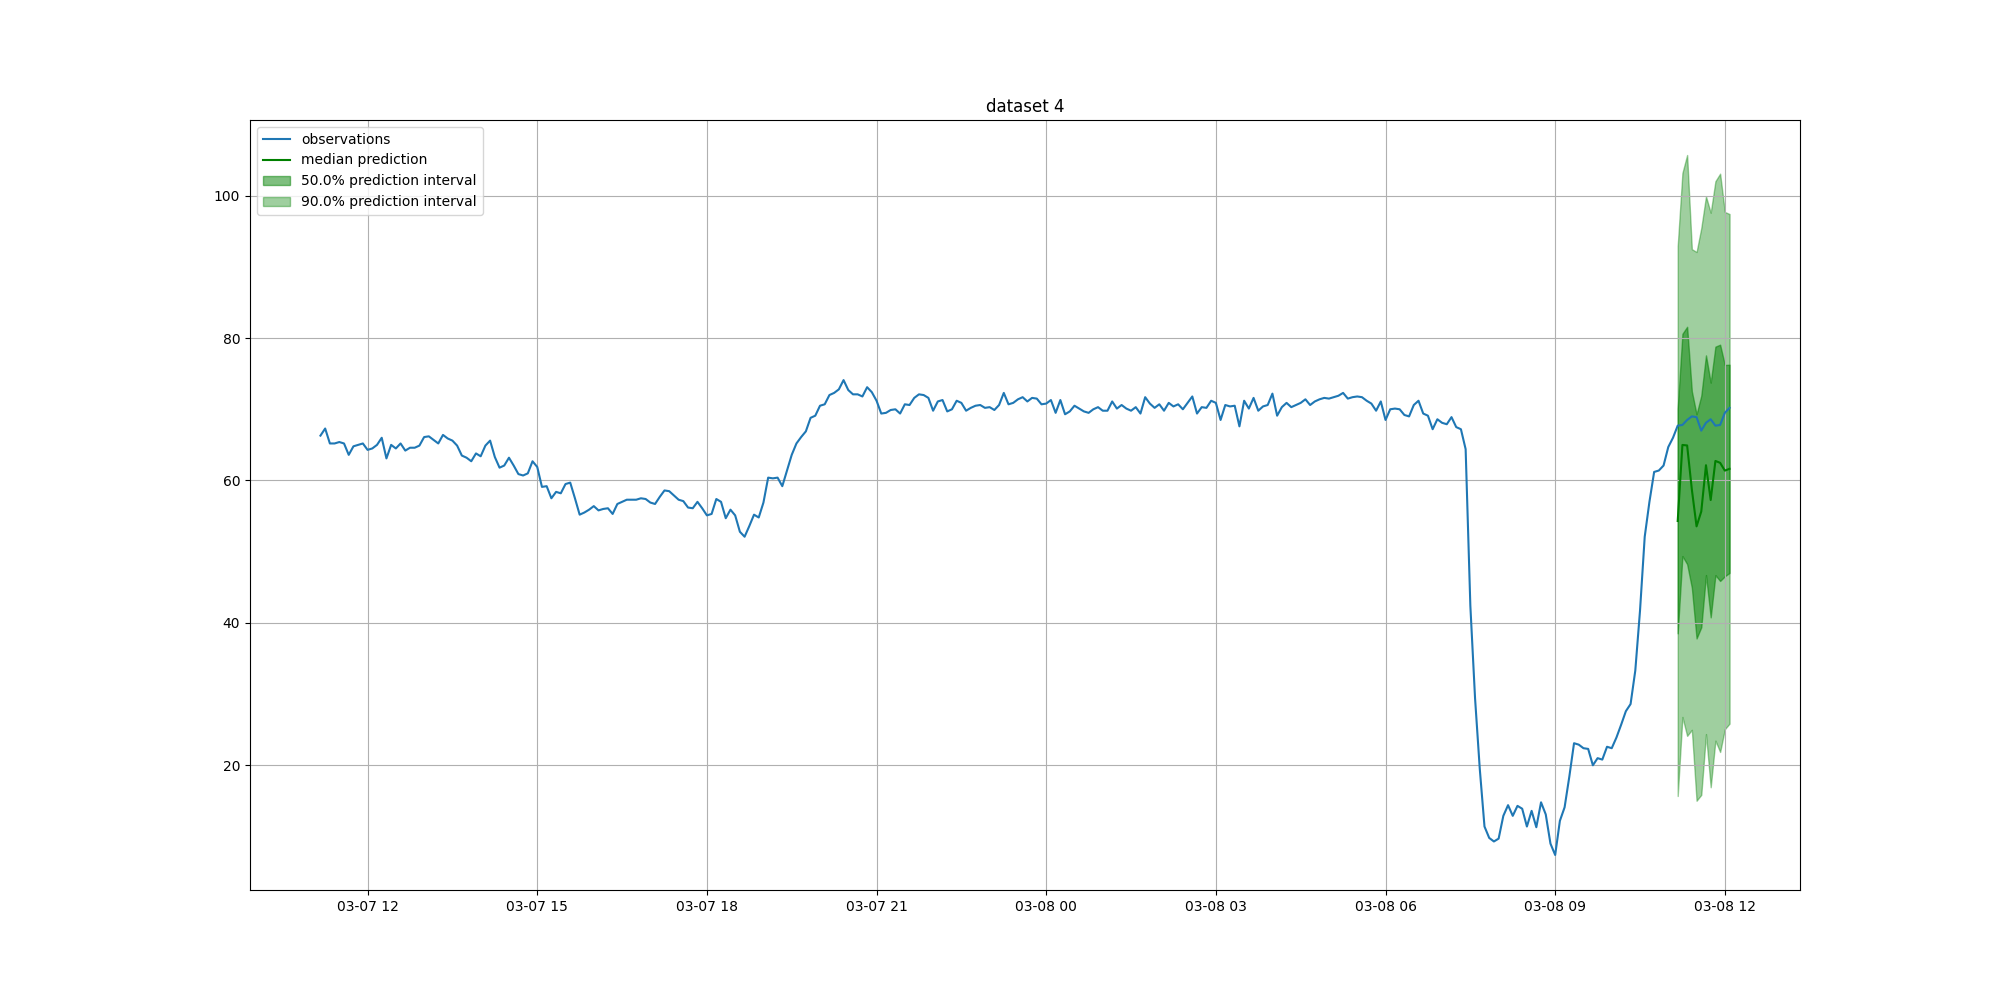 dataset 4
observations
median prediction
50.0% prediction interval
90.0% prediction interval
100
80
60
40
20
03-07 12
03-07 15
03-07 18
03-07 21
03-08 00
03-08 03
03-08 06
03-08 09
03-08 12